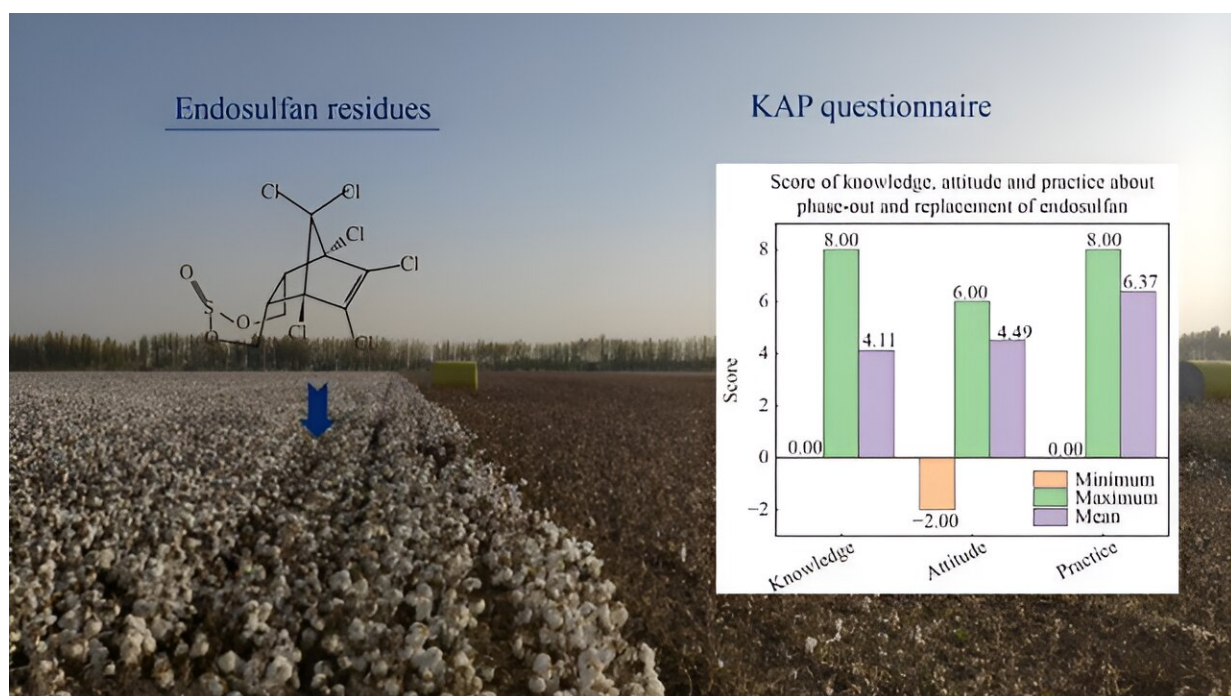 Endosulfan residues
KAP questionnaire
Cl
Cl
Cl
Cl
O
S
O
O
Cl
Cl
Score of knowledge, attitude and practice about
phase-out and replacement of endosulfan
Score
8
6
4
2
0
−2
0.00
8.00
4.11
−2.00
6.00
4.49
0.00
8.00
6.37
Minimum
Maximum
Mean
Knowledge
Attitude
Practice